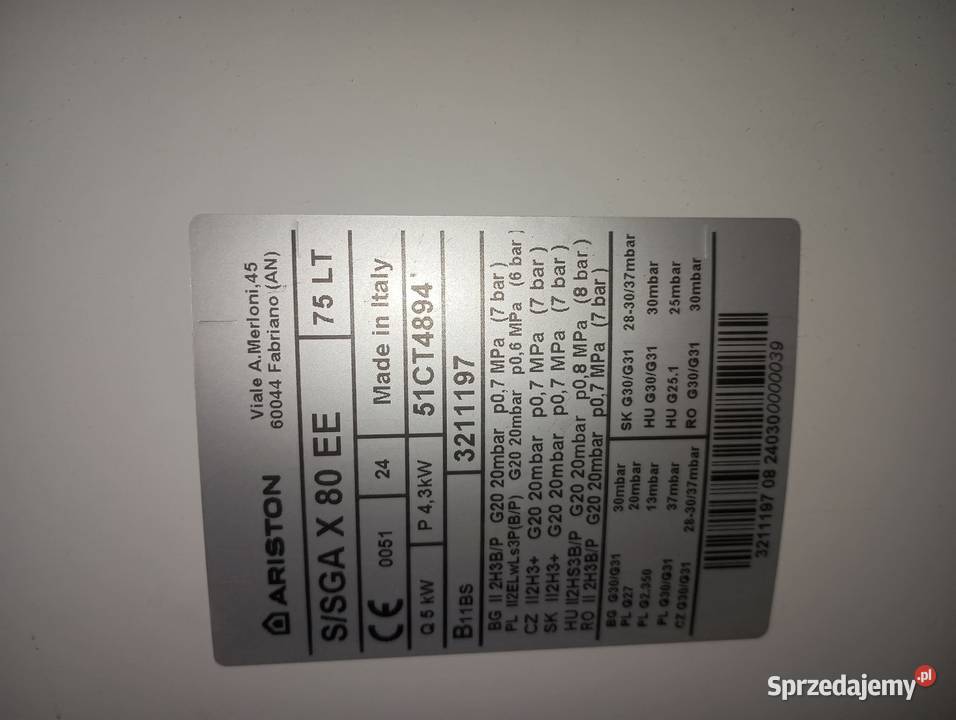 ARISTON
Viale A.Merloni,45
60044 Fabriano (AN)
S/SGA X 80 EE 75 LT
CE 0051 24 Made in Italy
Q 5 kW P 4,3kW 51CT4894
B11BS 3211197
BG II 2H3B/P G20 20mbar p0,7 MPa (7 bar)
PL II2ELwLs3P(B/P) G20 20mbar p0,6 MPa (6 bar)
CZ II2H3+ G20 20mbar p0,7 MPa (7 bar)
SK II2H3+ G20 20mbar p0,7 MPa (7 bar)
HU II2HS3B/P G20 20mbar p0,8 MPa (8 bar)
RO II 2H3B/P G20 20mbar p0,7 MPa (7 bar)
BG G30/G31 30mbar SK G30/G31 28-30/37mbar
PL G27 20mbar HU G30/G31 30mbar
PL G2.350 13mbar HU G25.1 25mbar
PL G30/G31 37mbar RO G30/G31 30mbar
CZ G30/G31 28-30/37mbar
3211197 08 240300000039
Sprzedajemy.pl